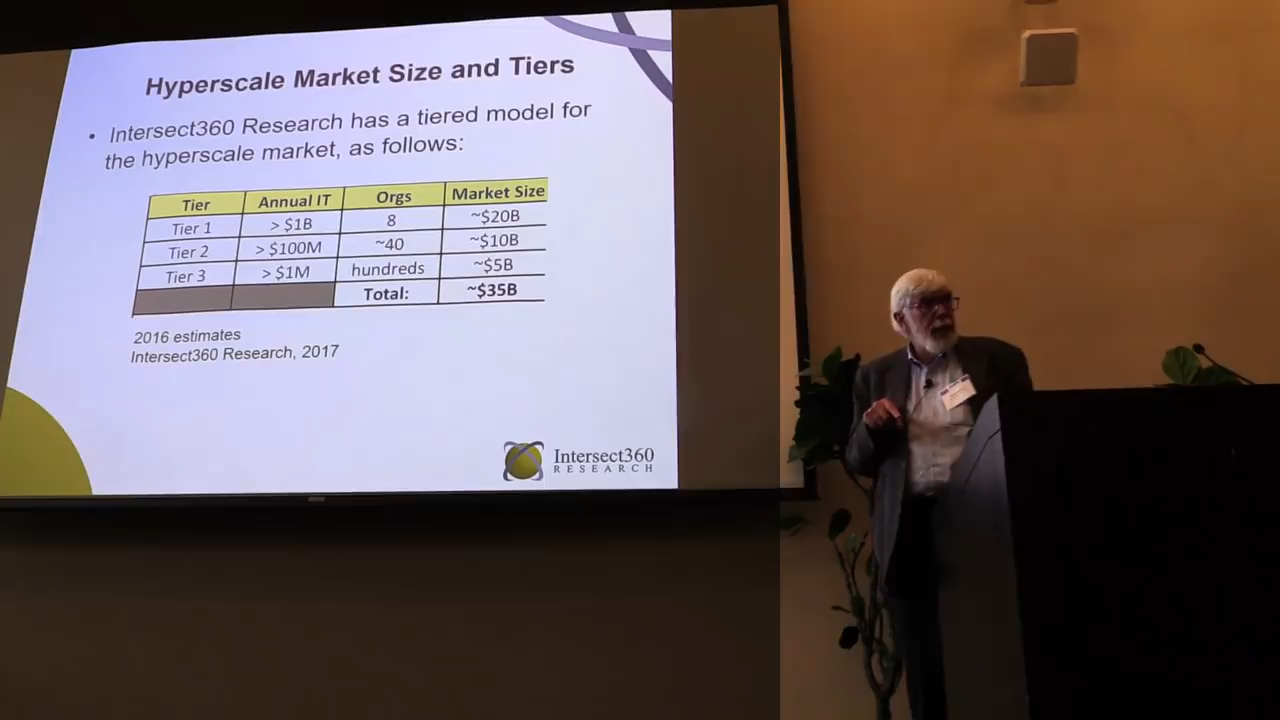 Hyperscale Market Size and Tiers
• Intersect360 Research has a tiered model for
the hyperscale market, as follows:
Tier Annual IT Orgs Market Size
Tier 1 > $1B 8 ~$20B
Tier 2 > $100M ~40 ~$10B
Tier 3 > $1M hundreds ~$5B
Total: ~$35B
2016 estimates
Intersect360 Research, 2017
Intersect360
RESEARCH